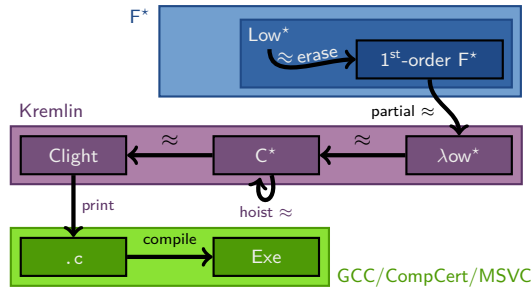 F*
Low*
≈ erase
1st-order F*
partial ≈
Kremlin
Clight
≈
C*
≈
λow*
hoist ≈
print
.c
compile
Exe
GCC/CompCert/MSVC